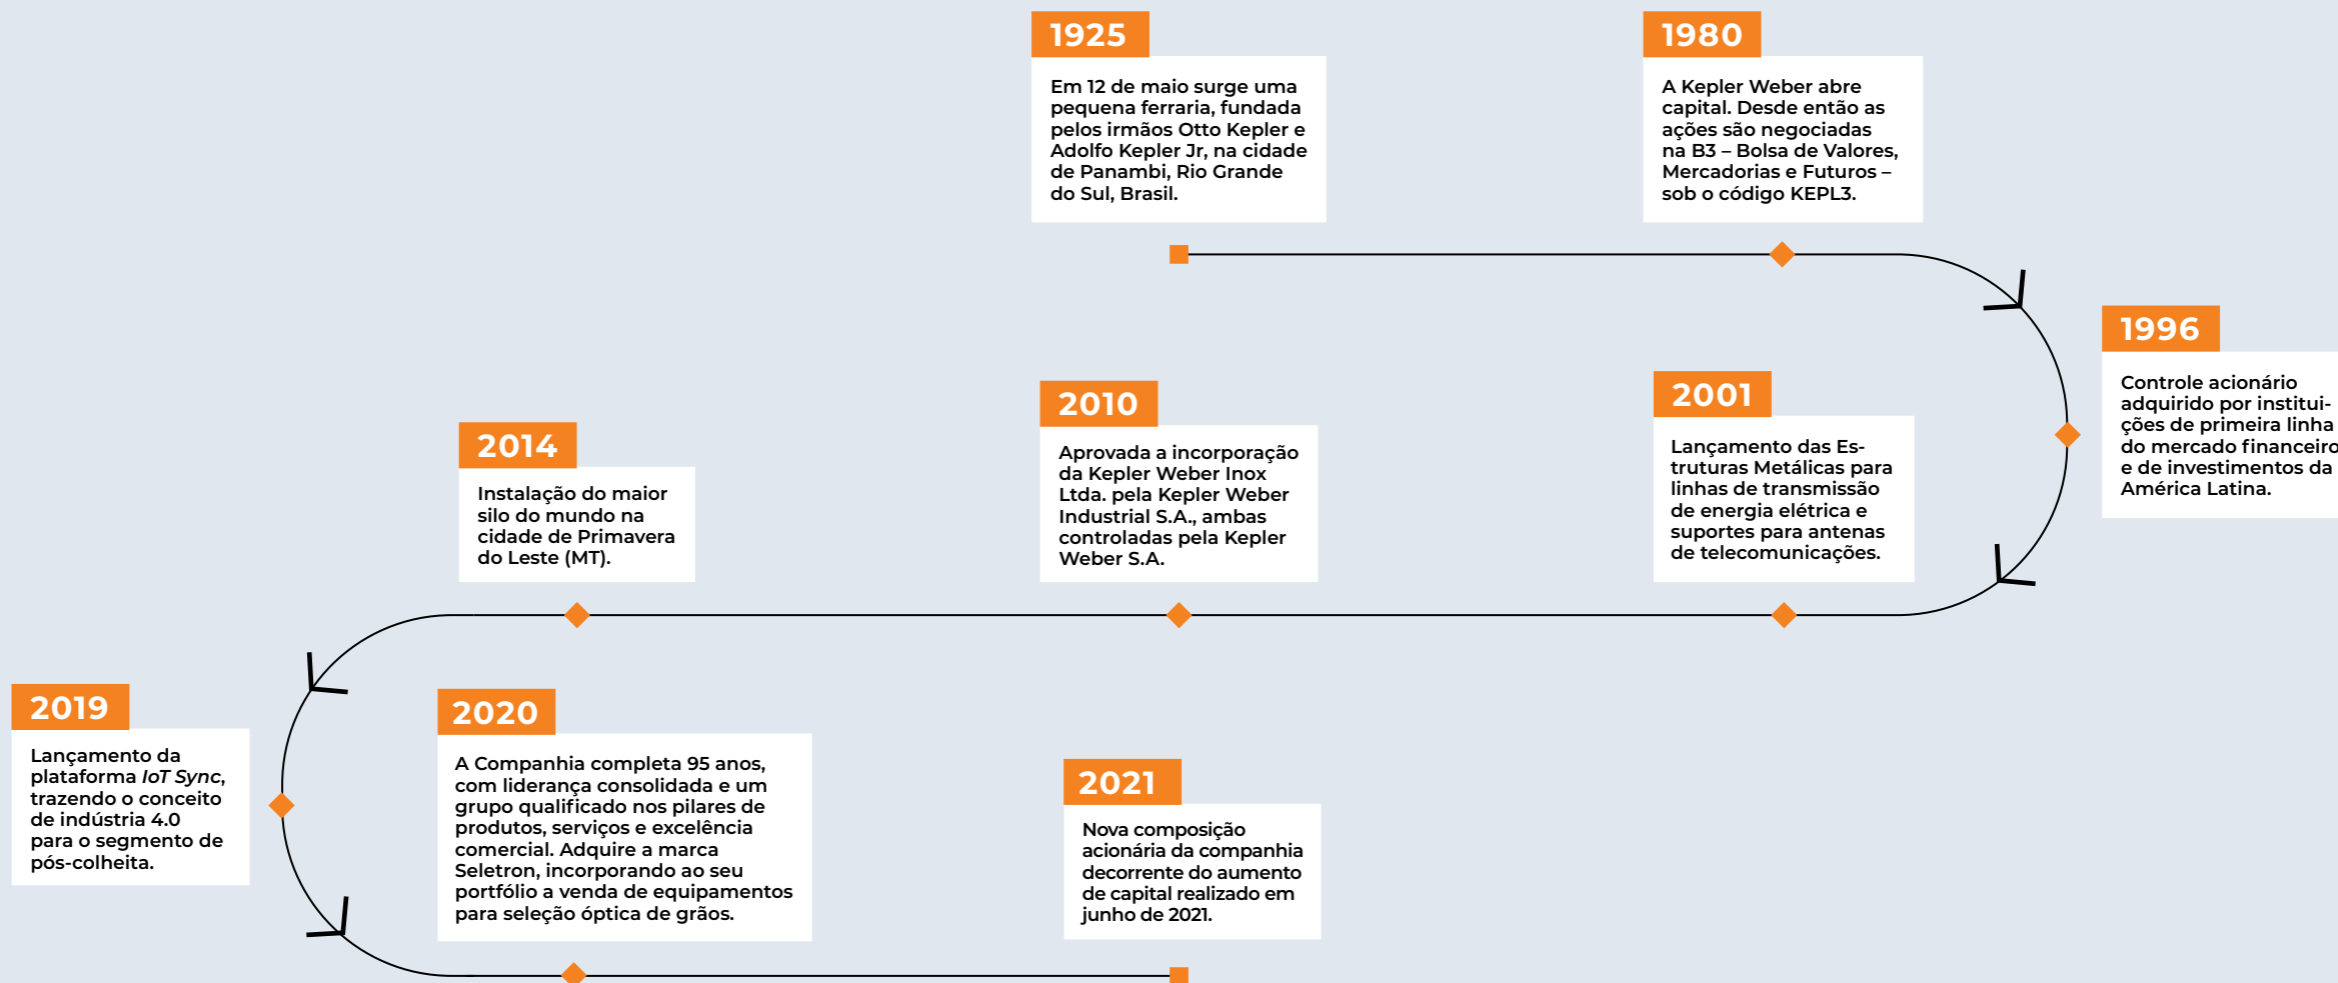 1925
Em 12 de maio surge uma
pequena ferraria, fundada
pelos irmãos Otto Kepler e
Adolfo Kepler Jr, na cidade
de Panambi, Rio Grande
do Sul, Brasil.
1980
A Kepler Weber abre
capital. Desde então as
ações são negociadas
na B3 – Bolsa de Valores,
Mercadorias e Futuros –
sob o código KEPL3.
1996
Controle acionário
adquirido por institui-
ções de primeira linha
do mercado financeiro
e de investimentos da
América Latina.
2001
Lançamento das Es-
truturas Metálicas para
linhas de transmissão
de energia elétrica e
suportes para antenas
de telecomunicações.
2010
Aprovada a incorporação
da Kepler Weber Inox
Ltda. pela Kepler Weber
Industrial S.A., ambas
controladas pela Kepler
Weber S.A.
2014
Instalação do maior
silo do mundo na
cidade de Primavera
do Leste (MT).
2019
Lançamento da
plataforma IoT Sync,
trazendo o conceito
de indústria 4.0
para o segmento de
pós-colheita.
2020
A Companhia completa 95 anos,
com liderança consolidada e um
grupo qualificado nos pilares de
produtos, serviços e excelência
comercial. Adquire a marca
Seletron, incorporando ao seu
portfólio a venda de equipamentos
para seleção óptica de grãos.
2021
Nova composição
acionária da companhia
decorrente do aumento
de capital realizado em
junho de 2021.